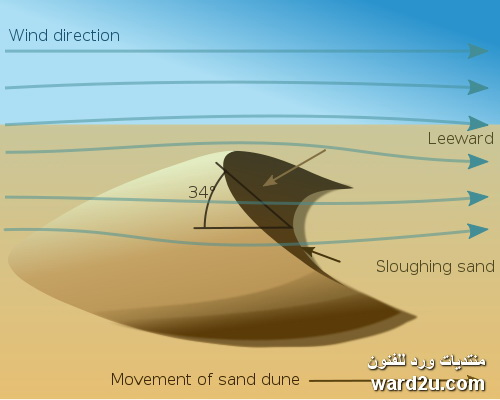 Wind direction
Leeward
34°
Sloughing sand
منتديات ورد للفنون
ward2u.com
Movement of sand dune